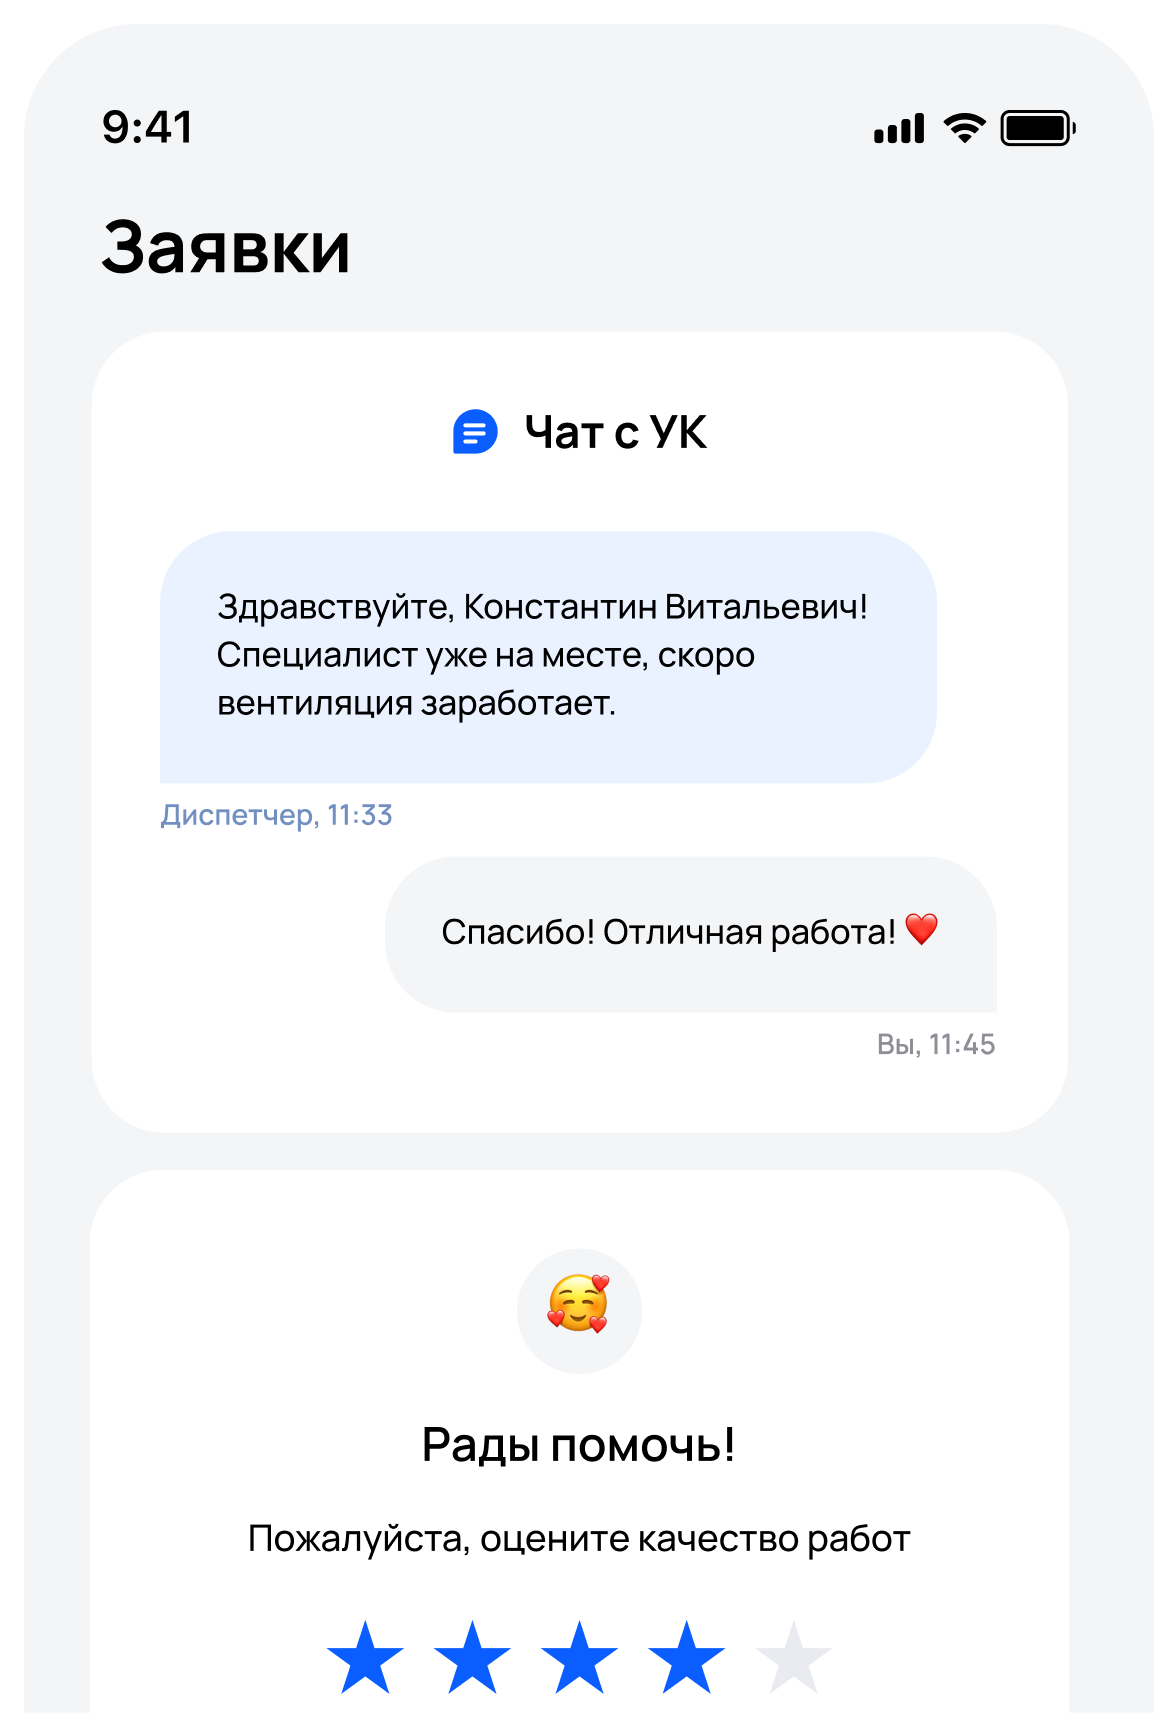 9:41
Заявки
Чат с УК
Здравствуйте, Константин Витальевич!
Специалист уже на месте, скоро
вентиляция заработает.
Диспетчер, 11:33
Спасибо! Отличная работа! ❤️
Вы, 11:45
Рады помочь!
Пожалуйста, оцените качество работ